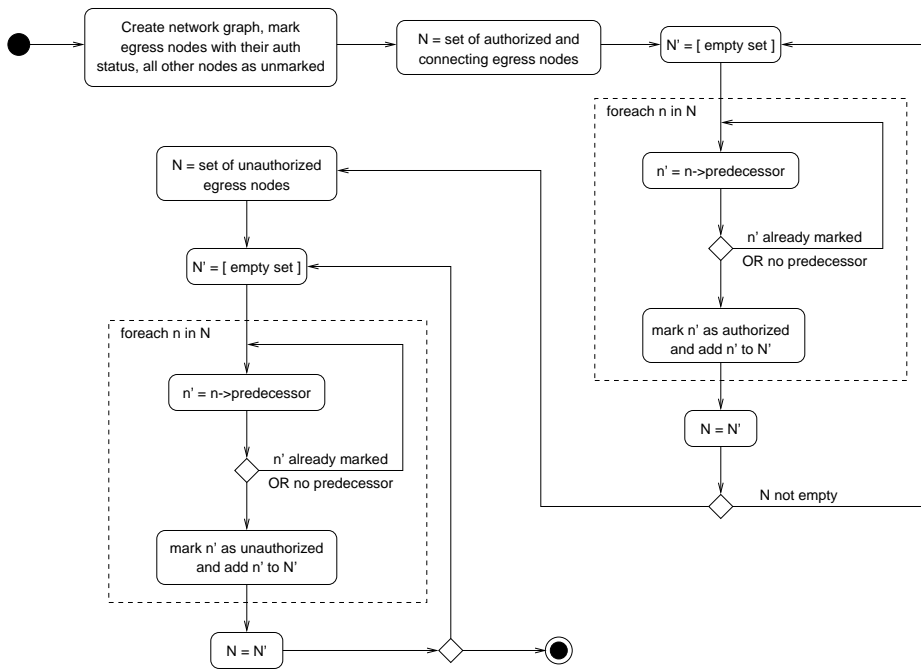 Create network graph, mark
egress nodes with their auth
status, all other nodes as unmarked
N = set of authorized and
connecting egress nodes
N' = [ empty set ]
foreach n in N
n' = n->predecessor
n' already marked
OR no predecessor
mark n' as authorized
and add n' to N'
N = N'
N not empty
N = set of unauthorized
egress nodes
N' = [ empty set ]
foreach n in N
n' = n->predecessor
n' already marked
OR no predecessor
mark n' as unauthorized
and add n' to N'
N = N'